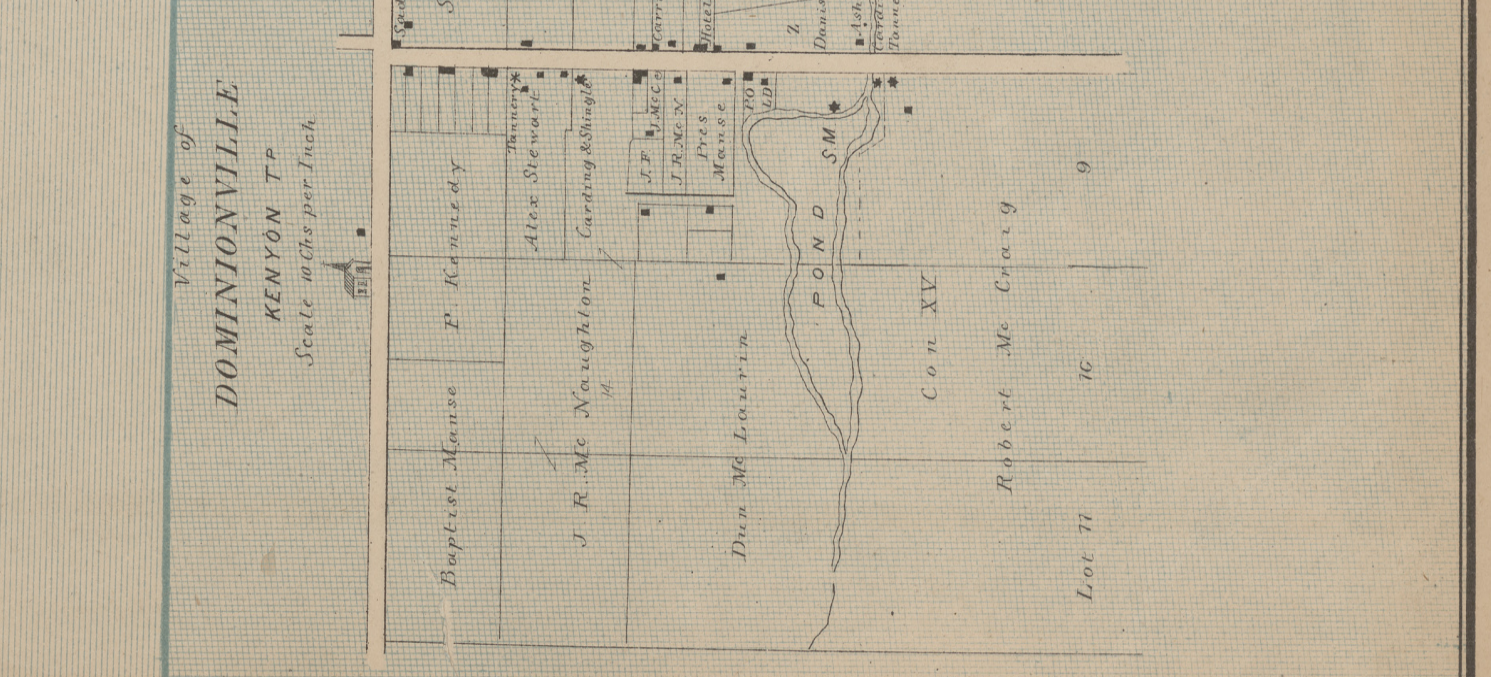 Village of
DOMINIONVILLE
KENYON TP
Scale 10 Chs per Inch
Baptist Manse
P. Kennedy
Tannery
Alex Stewart
J R. Mc Naughton
14
Carding & Shingle
J. F.
J. Mc C
J R. Mc N
Pres
Manse
Hotel
Dun Mc Laurin
PO
LD
POND
SM
Z
Con XV
Robert Mc Craig
Lot 11
10
9